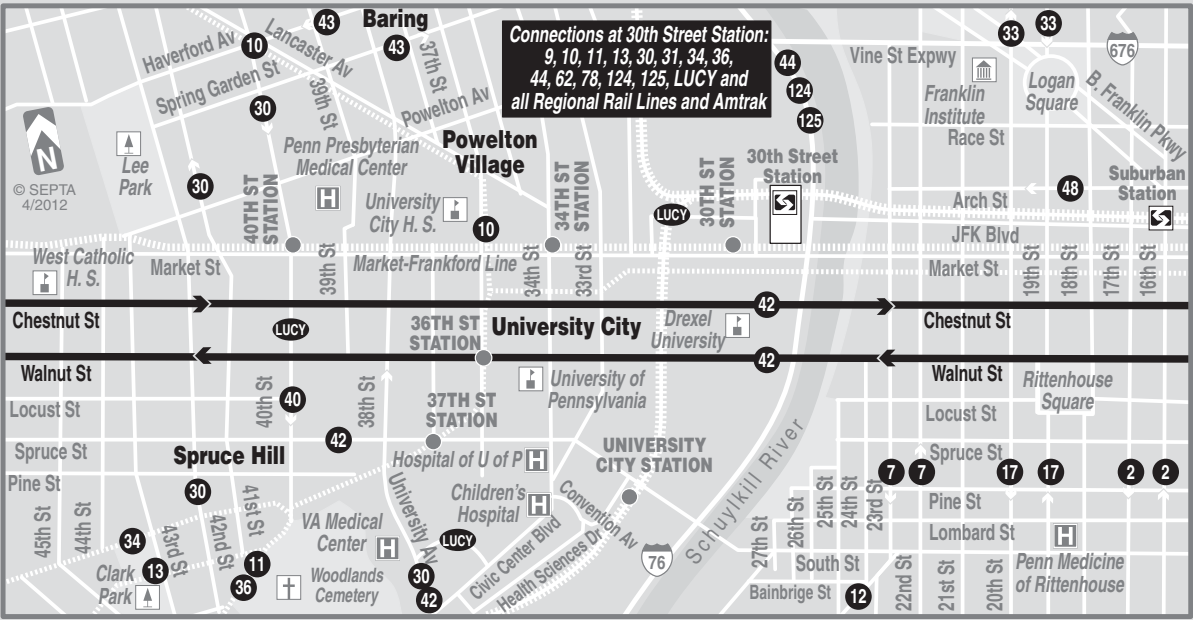 43
Baring
43
Haverford Av
10
Lancaster Av
37th St
Connections at 30th Street Station:
9, 10, 11, 13, 30, 31, 34, 36,
44, 62, 78, 124, 125, LUCY and
all Regional Rail Lines and Amtrak
44
124
125
33
33
676
Vine St Expwy
Franklin
Institute
Logan
Square
B. Franklin Pkwy
Race St
Spring Garden St
30
39th St
Powelton Av
N
© SEPTA
4/2012
Lee
Park
30
Penn Presbyterian
Medical Center
H
Powelton
Village
40TH ST
STATION
University
City H. S.
10
34TH ST
STATION
LUCY
30TH ST
STATION
30th Street
Station
48
Suburban
Station
Arch St
JFK Blvd
West Catholic
H. S.
Market St
39th St
Market-Frankford Line
34th St
33rd St
Market St
19th St
18th St
17th St
16th St
42
Chestnut St
Chestnut St
LUCY
36TH ST
STATION
University City
Drexel
University
42
Walnut St
Walnut St
University of
Pennsylvania
Rittenhouse
Square
Locust St
40th St
40
38th St
37TH ST
STATION
Locust St
42
Spruce St
Spruce Hill
Hospital of U of P
H
UNIVERSITY
CITY STATION
Schuylkill River
Spruce St
7
7
17
17
2
2
Pine St
30
41st St
University Av
Children's
Hospital
H
Convention Av
Pine St
45th St
44th St
43rd St
42nd St
34
13
Clark
Park
36
11
VA Medical
Center
H
Woodlands
Cemetery
LUCY
30
42
Civic Center Blvd
Health Sciences Dr
76
27th St
26th St
25th St
24th St
23rd St
Lombard St
H
Penn Medicine
of Rittenhouse
South St
Bainbrige St
12
22nd St
21st St
20th St